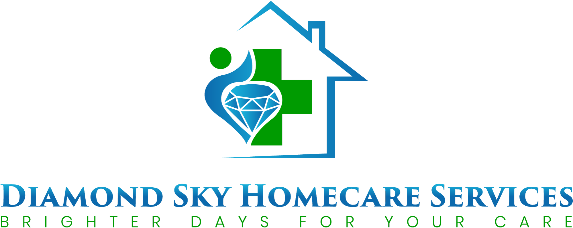 Diamond Sky Homecare Services
BRIGHTER DAYS FOR YOUR CARE